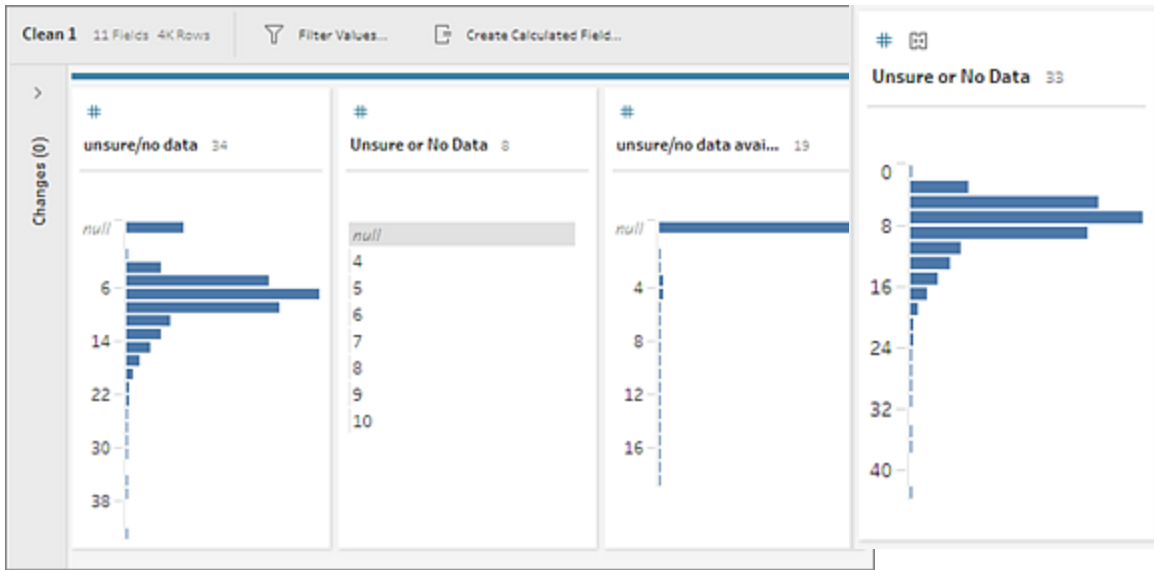 Clean 1 11 Fields 4K Rows Filter Values... Create Calculated Field...
Changes (0)
# unsure/no data 34
null
6
14
22
30
38
# Unsure or No Data 8
null
4
5
6
7
8
9
10
# unsure/no data avai... 19
null
4
8
12
16
# Unsure or No Data 33
0
8
16
24
32
40